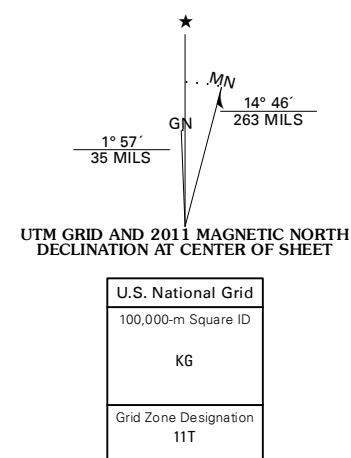 ★
MN
14° 46´
263 MILS
GN
1° 57´
35 MILS
UTM GRID AND 2011 MAGNETIC NORTH
DECLINATION AT CENTER OF SHEET
U.S. National Grid
100,000-m Square ID
KG
Grid Zone Designation
11T